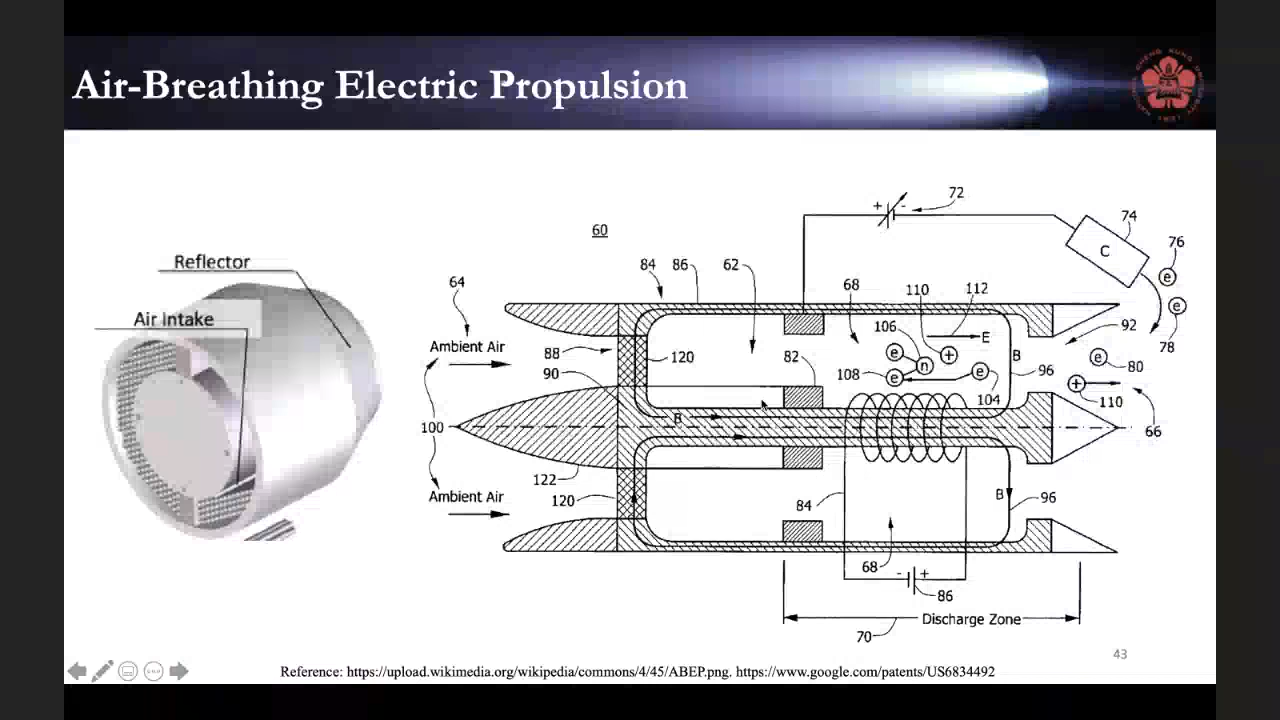 Air-Breathing Electric Propulsion
Reflector
Air Intake
60
64
84
86
62
72
74
76
C
e
e
78
68
110
112
106
E
92
Ambient Air
88
90
120
82
108
e
n
+
e
e
104
B
96
e
80
+
110
66
100
B
122
120
Ambient Air
84
B
96
68
- +
86
Discharge Zone
70
43
Reference: https://upload.wikimedia.org/wikipedia/commons/4/45/ABEP.png. https://www.google.com/patents/US6834492